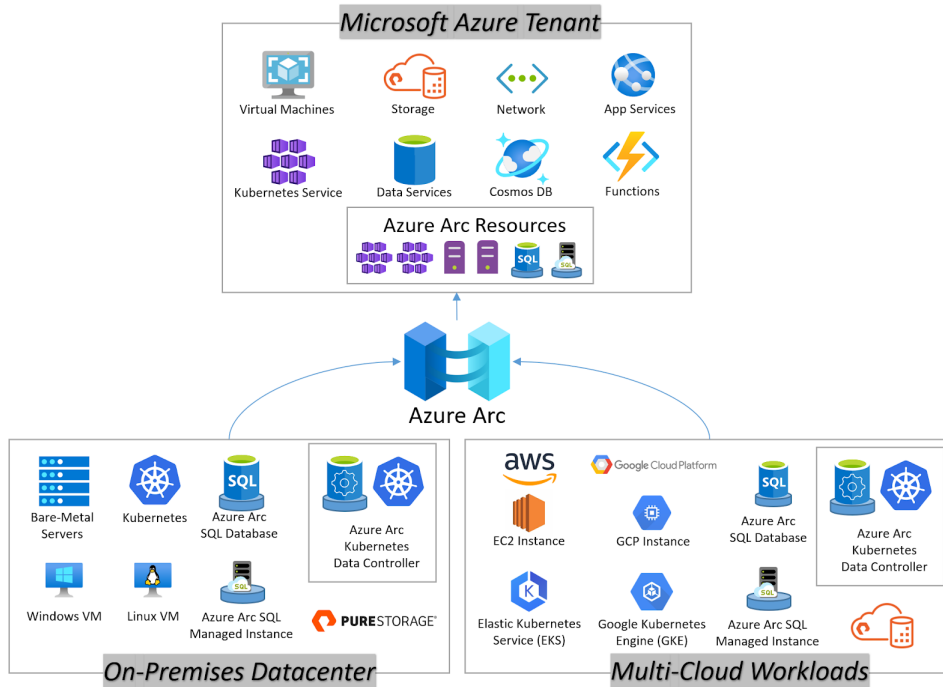 Microsoft Azure Tenant
Virtual Machines
Storage
Network
App Services
Kubernetes Service
Data Services
Cosmos DB
Functions
Azure Arc Resources
SQL
SQL
Azure Arc
aws
Google Cloud Platform
SQL
SQL
Bare-Metal
Servers
Kubernetes
Azure Arc
SQL Database
Azure Arc
Kubernetes
Data Controller
EC2 Instance
GCP Instance
Azure Arc
SQL Database
Azure Arc
Kubernetes
Data Controller
SQL
SQL
Windows VM
Linux VM
Azure Arc SQL
Managed Instance
PURESTORAGE®
K
Elastic Kubernetes
Service (EKS)
Google Kubernetes
Engine (GKE)
Azure Arc SQL
Managed Instance
On-Premises Datacenter
Multi-Cloud Workloads